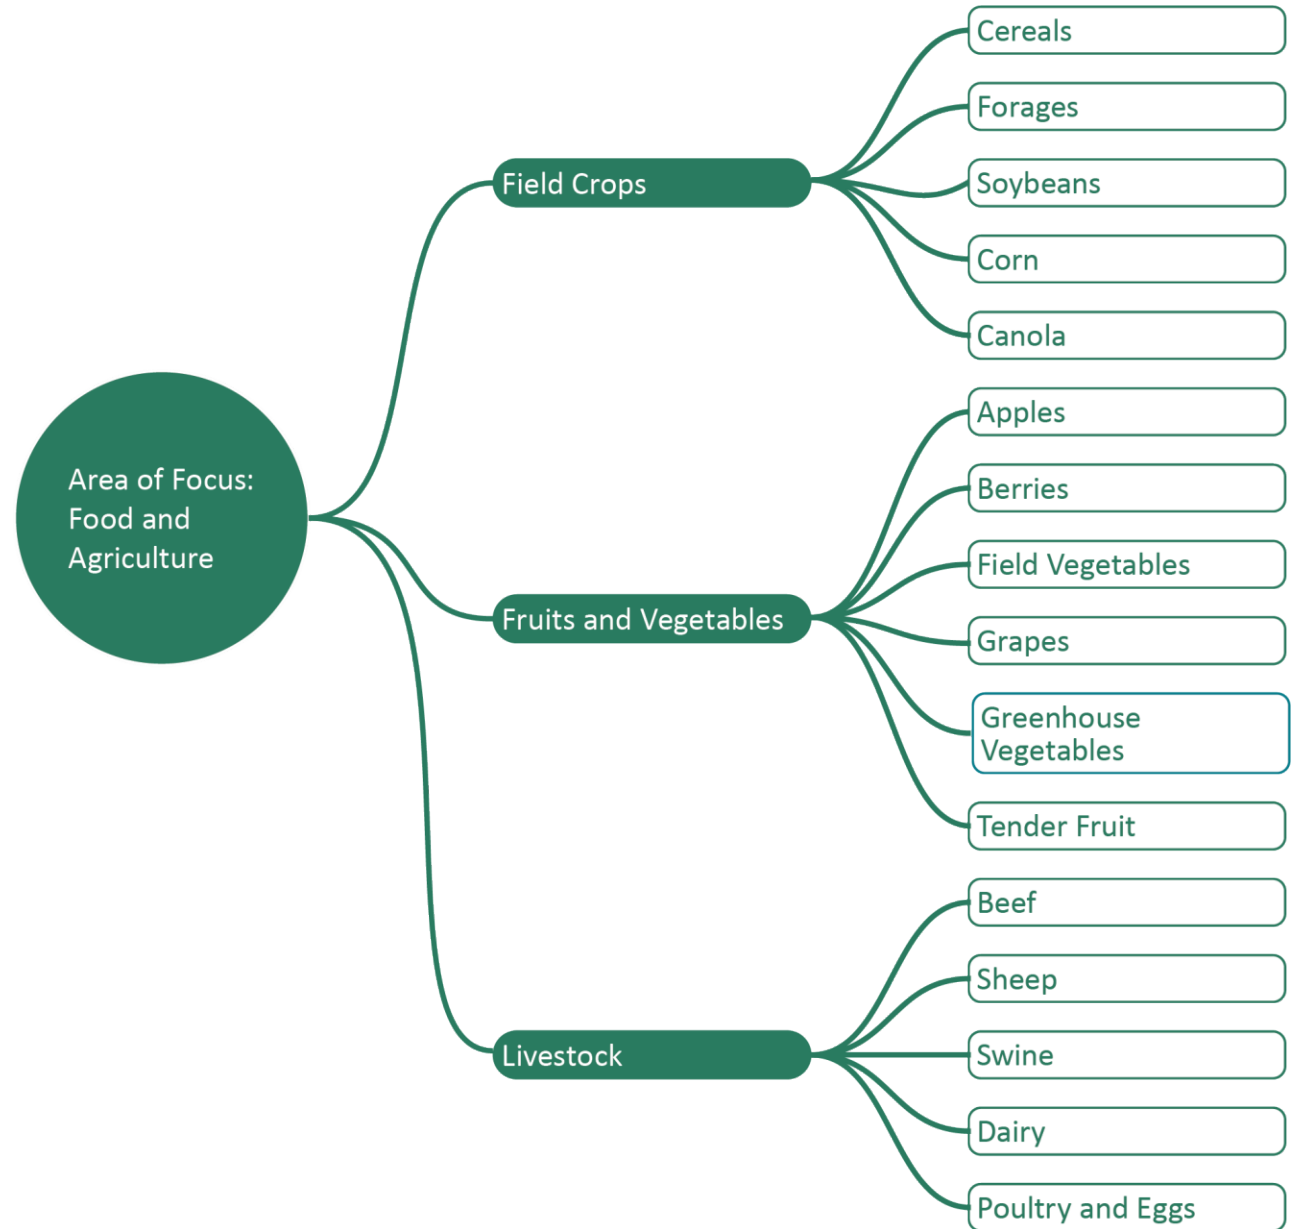 Area of Focus:
Food and
Agriculture
Field Crops
Cereals
Forages
Soybeans
Corn
Canola
Fruits and Vegetables
Apples
Berries
Field Vegetables
Grapes
Greenhouse
Vegetables
Tender Fruit
Livestock
Beef
Sheep
Swine
Dairy
Poultry and Eggs